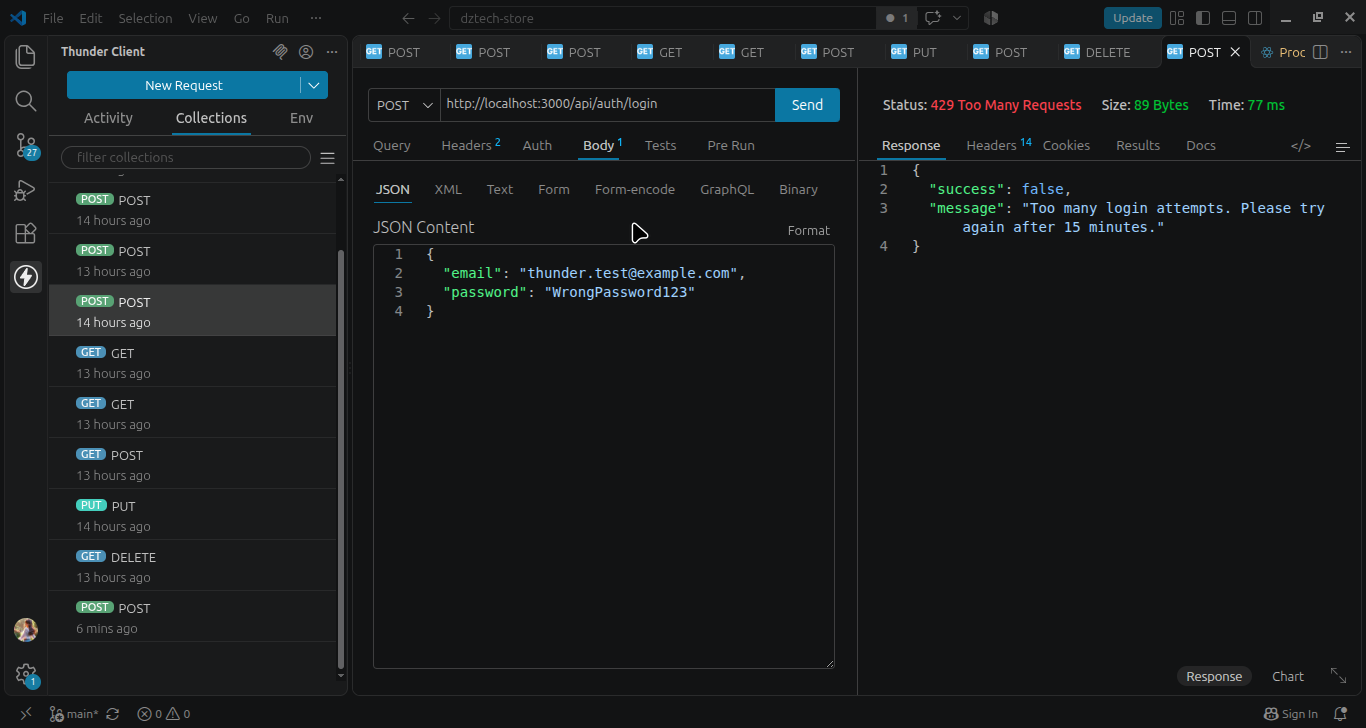 File Edit Selection View Go Run ···
dztech-store
1
Update
Thunder Client
New Request
Activity Collections Env
filter collections
POST POST
14 hours ago
POST POST
13 hours ago
POST POST
14 hours ago
GET GET
13 hours ago
GET GET
13 hours ago
GET POST
13 hours ago
PUT PUT
14 hours ago
GET DELETE
13 hours ago
POST POST
6 mins ago
27
1
GET POST GET POST GET POST GET GET GET GET GET POST GET PUT GET POST GET DELETE GET POST Proc
POST http://localhost:3000/api/auth/login Send
Query Headers 2 Auth Body 1 Tests Pre Run
JSON XML Text Form Form-encode GraphQL Binary
JSON Content Format
1 {
2 "email": "thunder.test@example.com",
3 "password": "WrongPassword123"
4 }
Status: 429 Too Many Requests Size: 89 Bytes Time: 77 ms
Response Headers 14 Cookies Results Docs </>
1 {
2 "success": false,
3 "message": "Too many login attempts. Please try
again after 15 minutes."
4 }
Response Chart
main* 0 0 Sign In